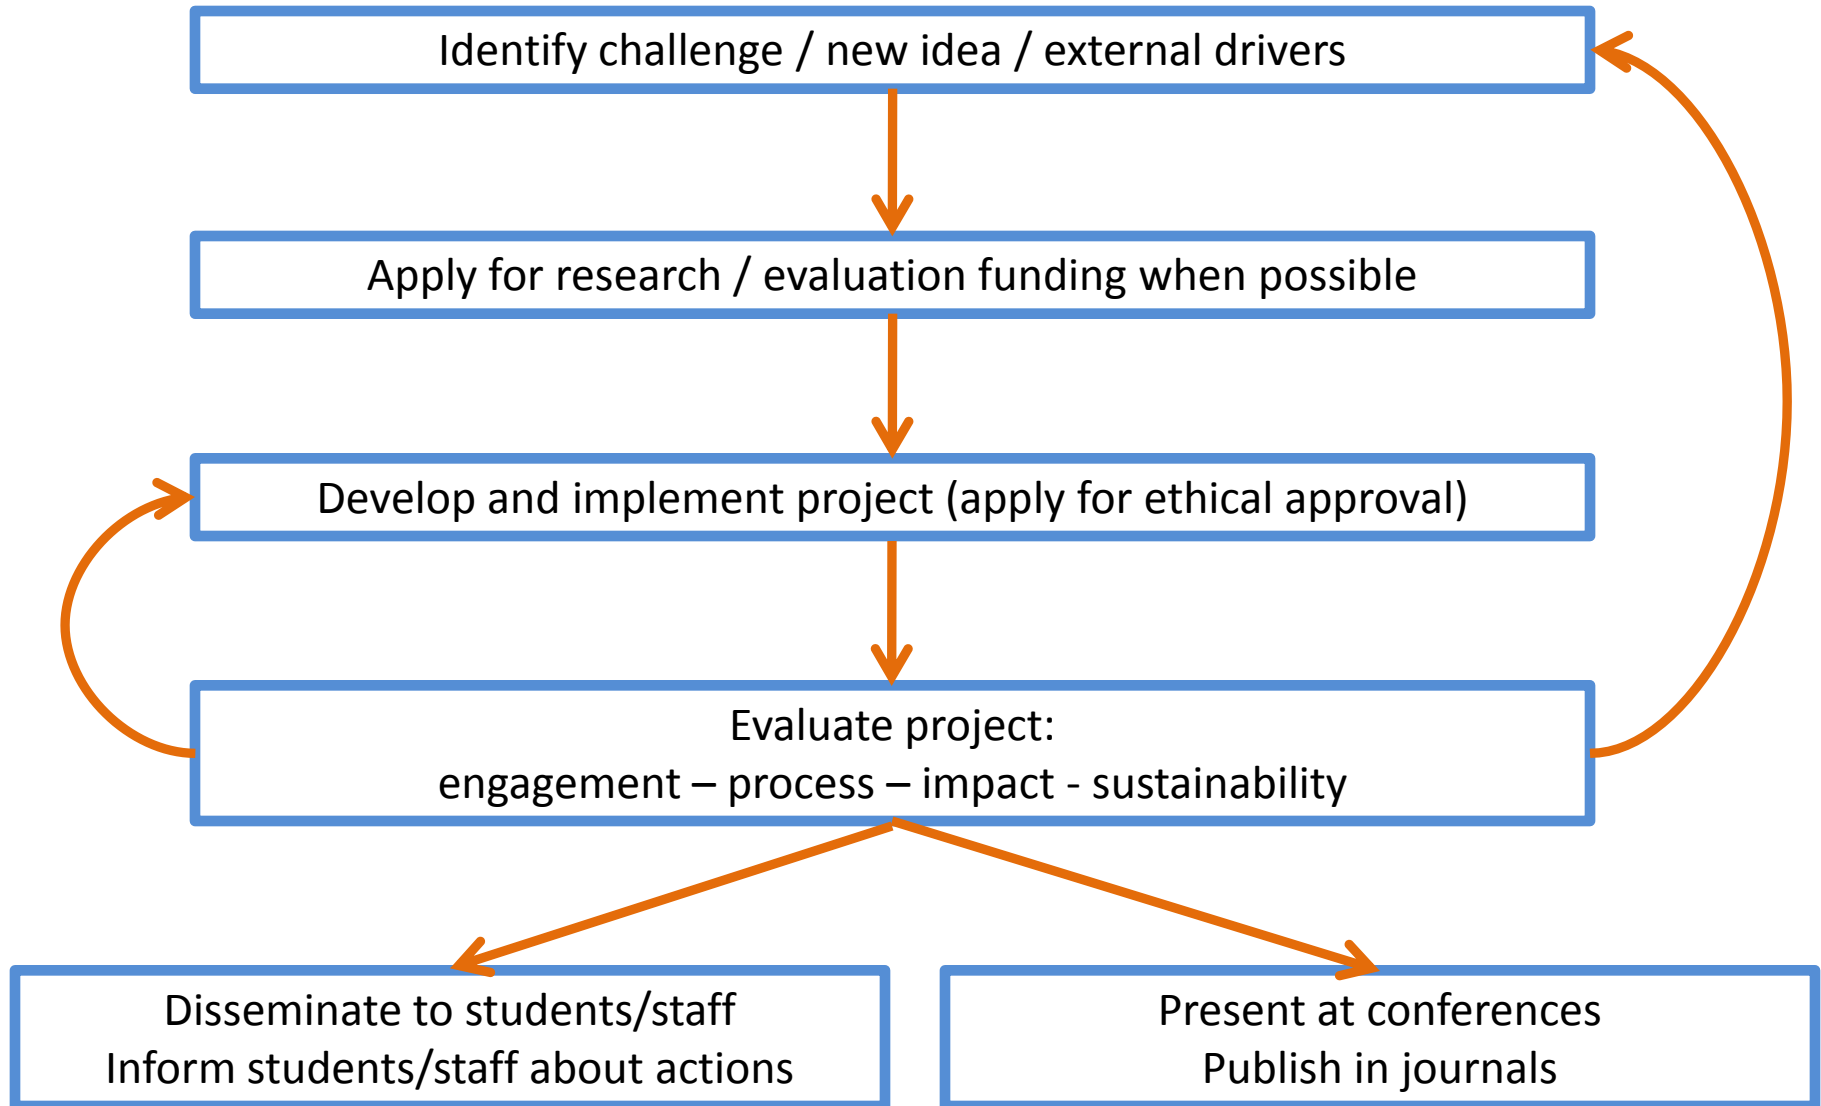 Identify challenge / new idea / external drivers
Apply for research / evaluation funding when possible
Develop and implement project (apply for ethical approval)
Evaluate project:
engagement – process – impact - sustainability
Disseminate to students/staff
Inform students/staff about actions
Present at conferences
Publish in journals